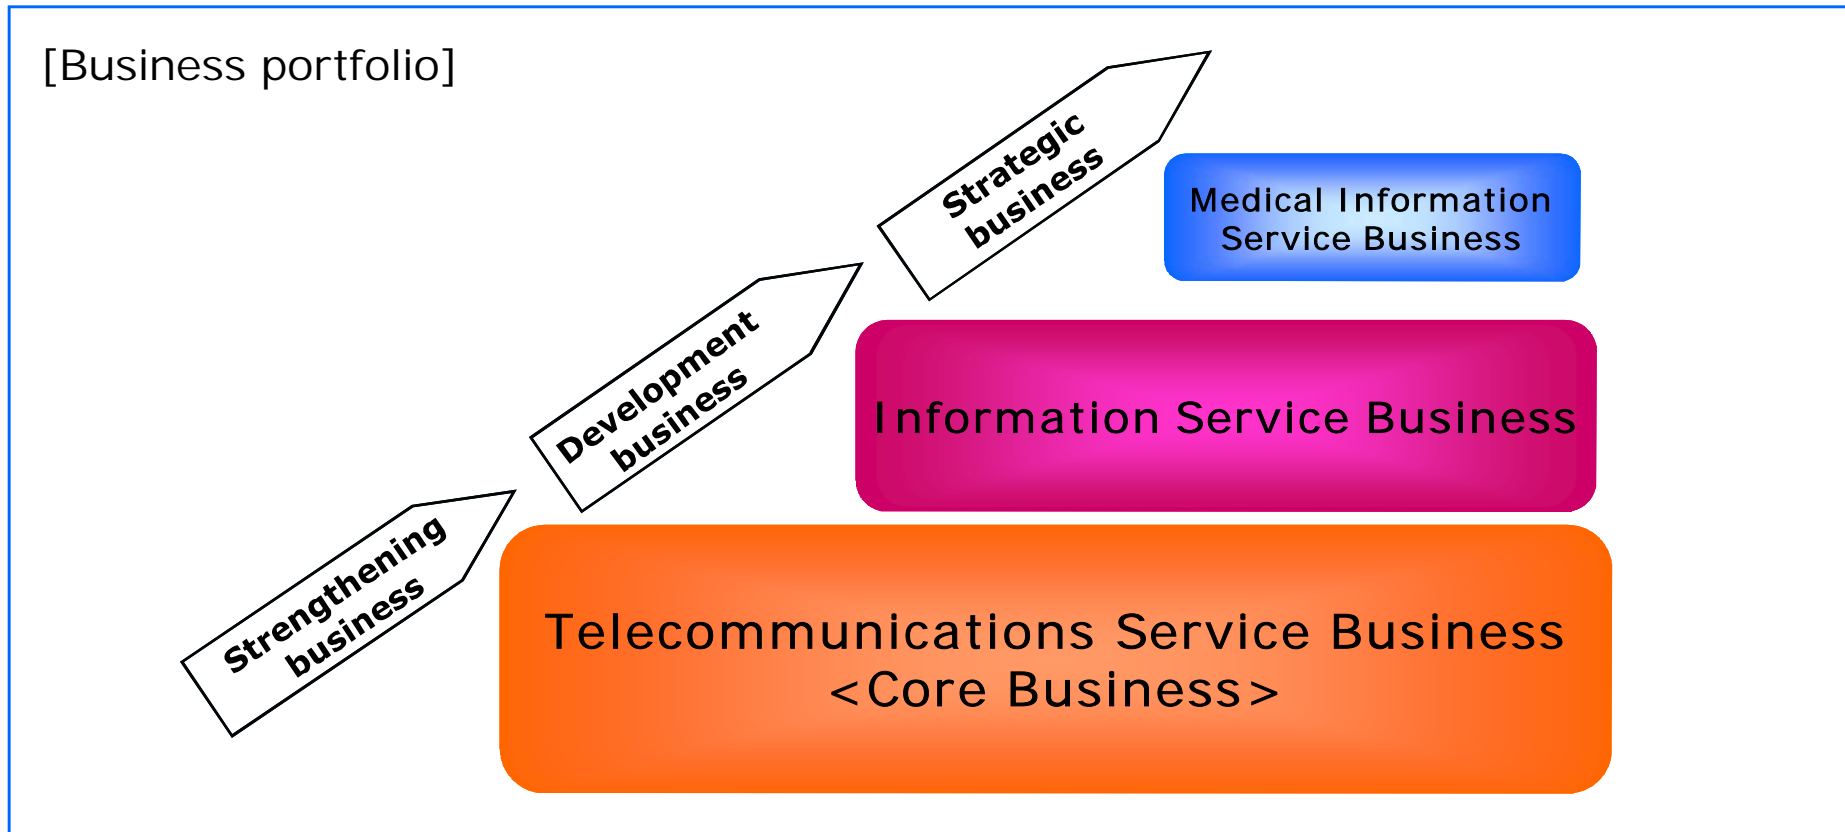 [Business portfolio]
Strategic
business
Medical Information
Service Business
Development
business
Information Service Business
Strengthening
business
Telecommunications Service Business
<Core Business>